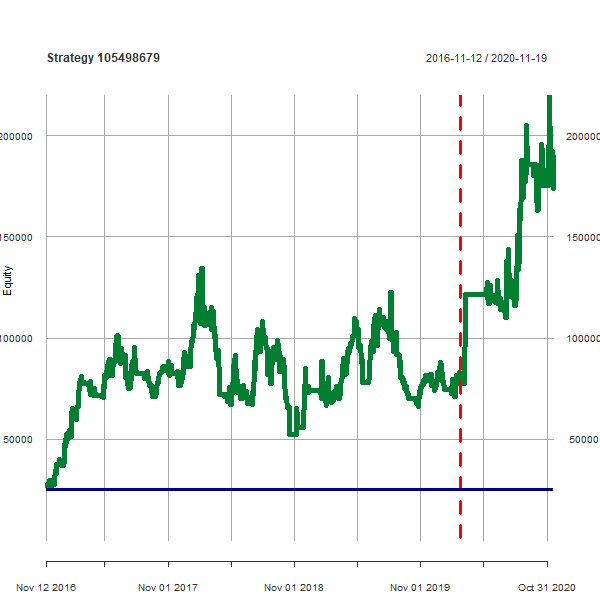 Strategy 105498679
2016-11-12 / 2020-11-19
200000 200000
150000 150000
100000 100000
50000 50000
Equity
Nov 12 2016 Nov 01 2017 Nov 01 2018 Nov 01 2019 Oct 31 2020